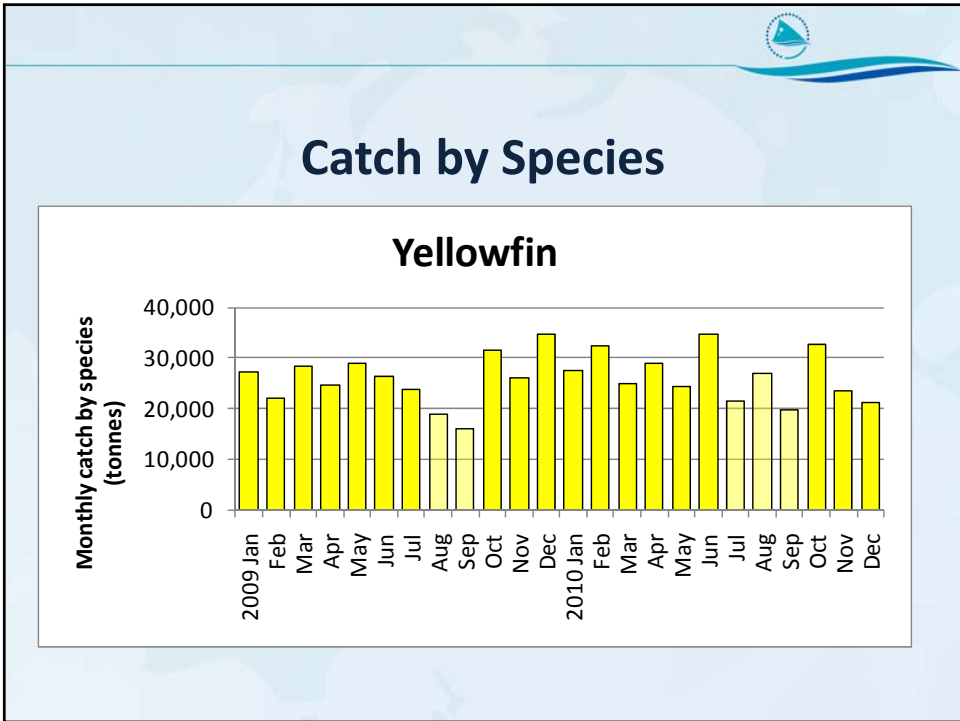 Catch by Species
Yellowfin
Monthly catch by species
(tonnes)
40,000
30,000
20,000
10,000
0
2009 Jan
Feb
Mar
Apr
May
Jun
Jul
Aug
Sep
Oct
Nov
Dec
2010 Jan
Feb
Mar
Apr
May
Jun
Jul
Aug
Sep
Oct
Nov
Dec